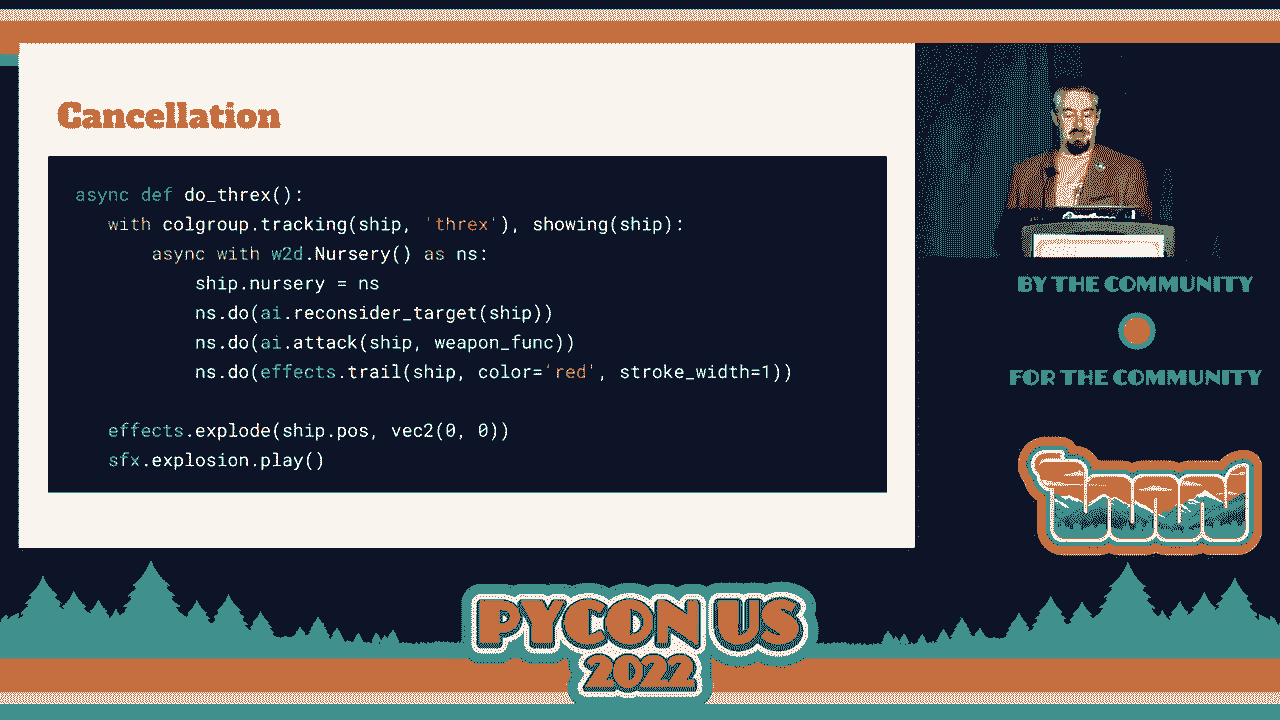 Cancellation
async def do_threx():
with colgroup.tracking(ship, 'threx'), showing(ship):
async with w2d.Nursery() as ns:
ship.nursery = ns
ns.do(ai.reconsider_target(ship))
ns.do(ai.attack(ship, weapon_func))
ns.do(effects.trail(ship, color='red', stroke_width=1))
effects.explode(ship.pos, vec2(0, 0))
sfx.explosion.play()
BY THE COMMUNITY
FOR THE COMMUNITY
PYCON US
2022